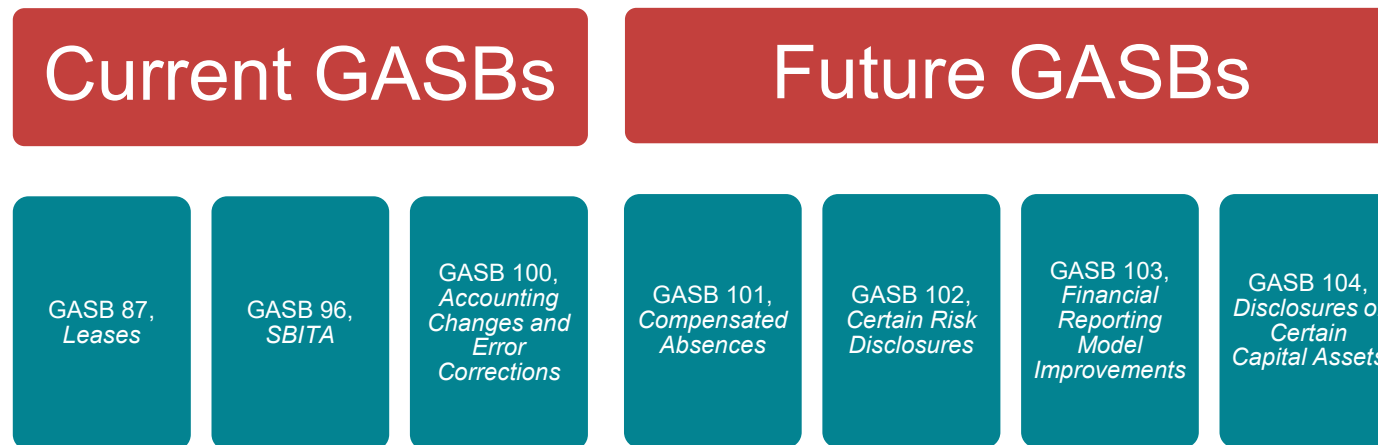 Current GASBs
Future GASBs
GASB 87,
Leases
GASB 96,
SBITA
GASB 100,
Accounting
Changes and
Error
Corrections
GASB 101,
Compensated
Absences
GASB 102,
Certain Risk
Disclosures
GASB 103,
Financial
Reporting
Model
Improvements
GASB 104,
Disclosures o
Certain
Capital Assets